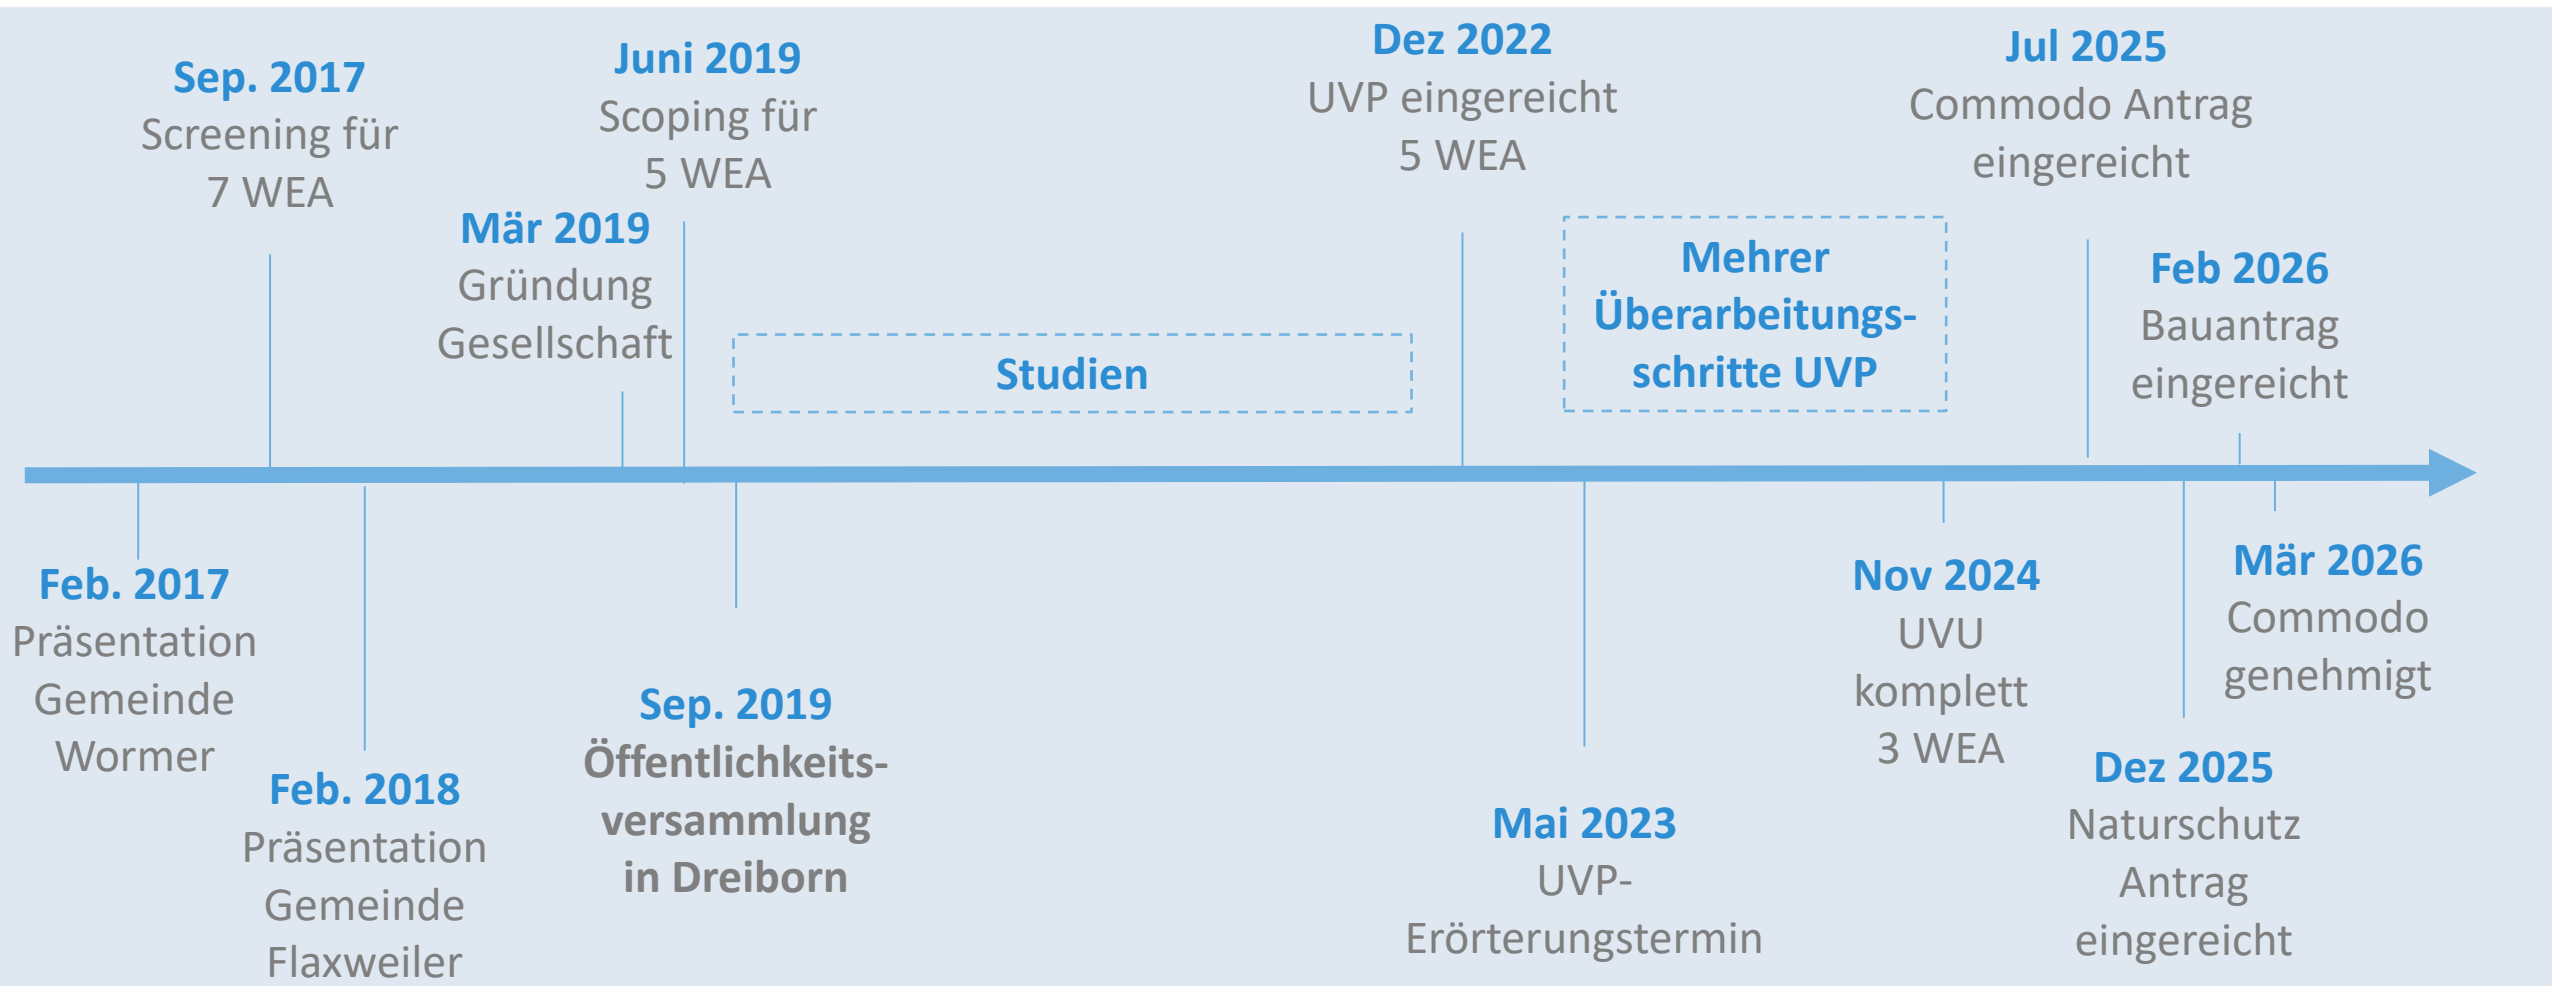 Sep. 2017
Screening für
7 WEA
Mär 2019
Gründung
Gesellschaft
Juni 2019
Scoping für
5 WEA
Studien
Dez 2022
UVP eingereicht
5 WEA
Mehrer
Überarbeitungs-
schritte UVP
Jul 2025
Commodo Antrag
eingereicht
Feb 2026
Bauantrag
eingereicht
Feb. 2017
Präsentation
Gemeinde
Wormer
Feb. 2018
Präsentation
Gemeinde
Flaxweiler
Sep. 2019
Öffentlichkeits-
versammlung
in Dreiborn
Mai 2023
UVP-
Erörterungstermin
Nov 2024
UVU
komplett
3 WEA
Dez 2025
Naturschutz
Antrag
eingereicht
Mär 2026
Commodo
genehmigt